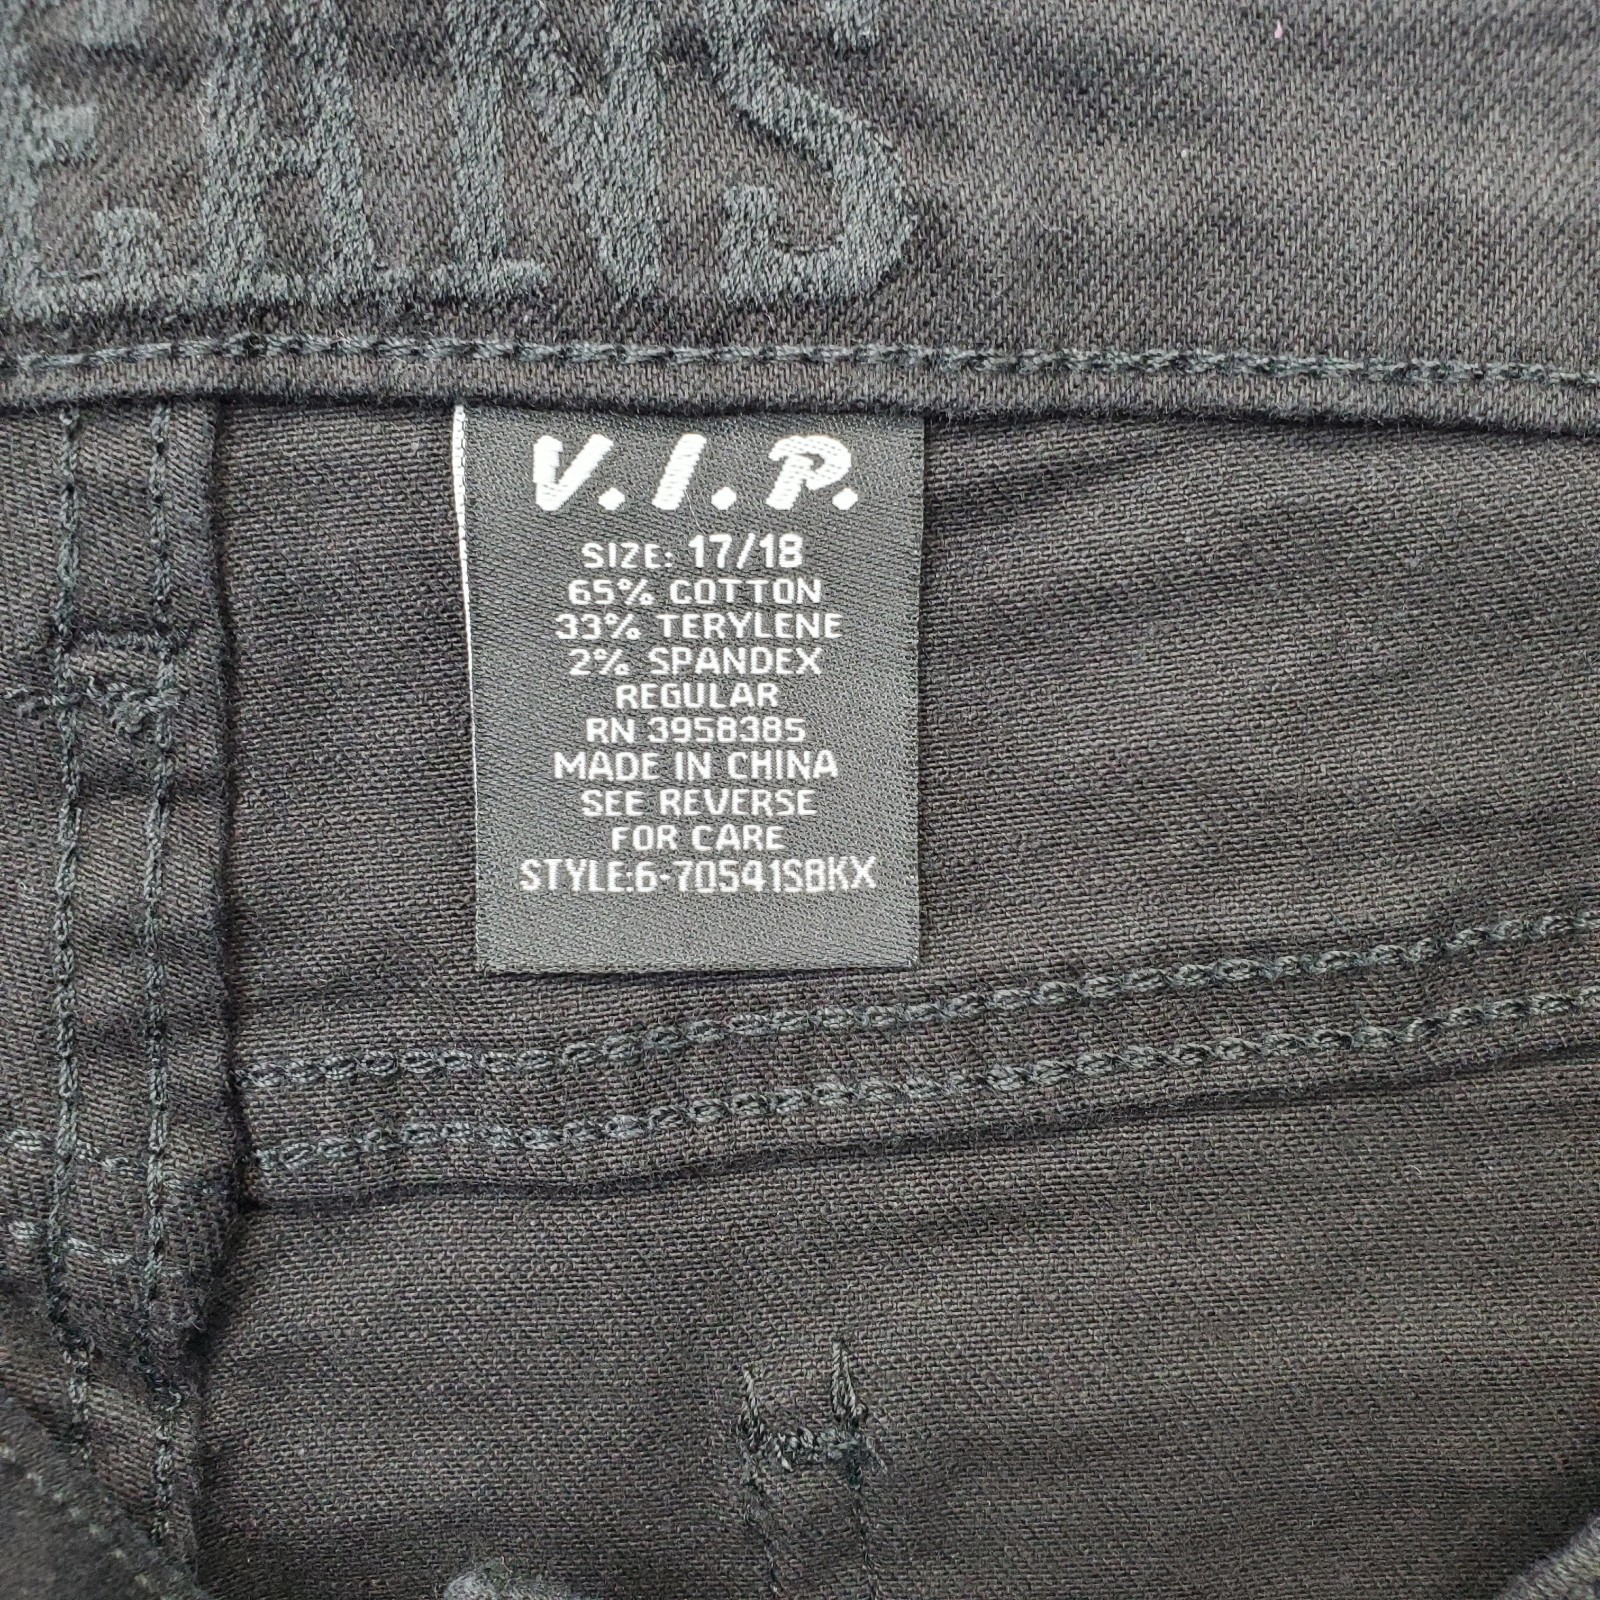 EANS
V.I.P.
SIZE: 17/18
65% COTTON
33% TERYLENE
2% SPANDEX
REGULAR
RN 3958385
MADE IN CHINA
SEE REVERSE
FOR CARE
STYLE:6-70541SBKX